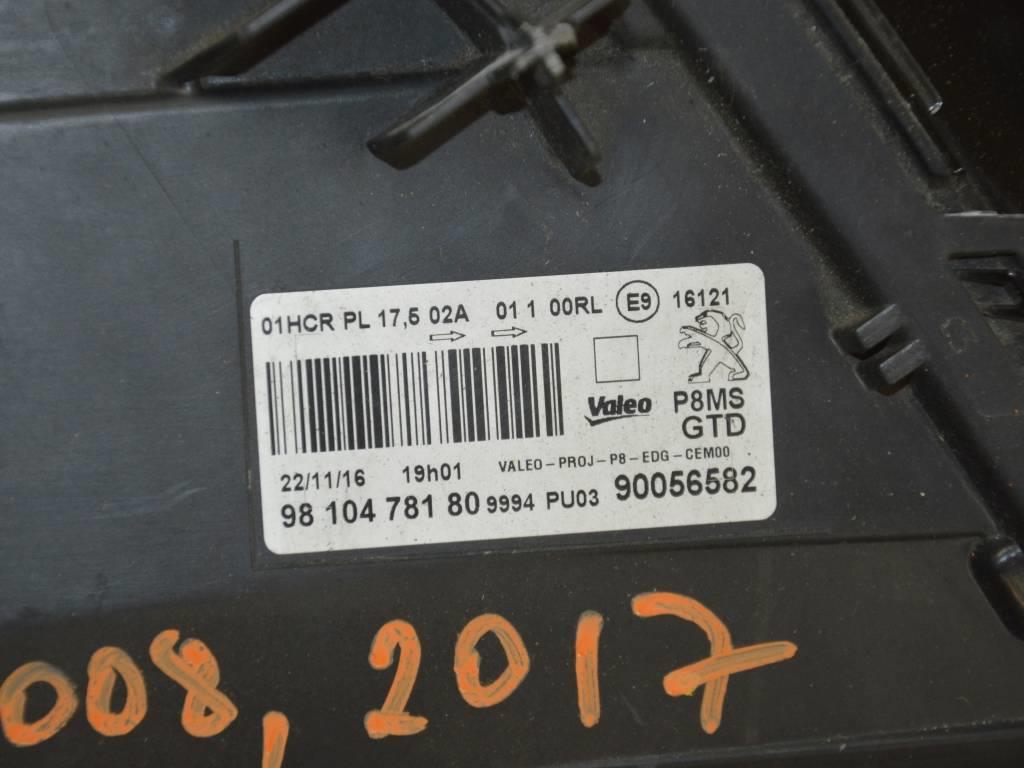 01HCR PL 17,5 02A 01 1 00RL E9 16121
Valeo P8MS
GTD
VALEO-PROJ-P8-EDG-CEM00
22/11/16 19h01
98 104 781 80 9994 PU03 90056582
008, 2017